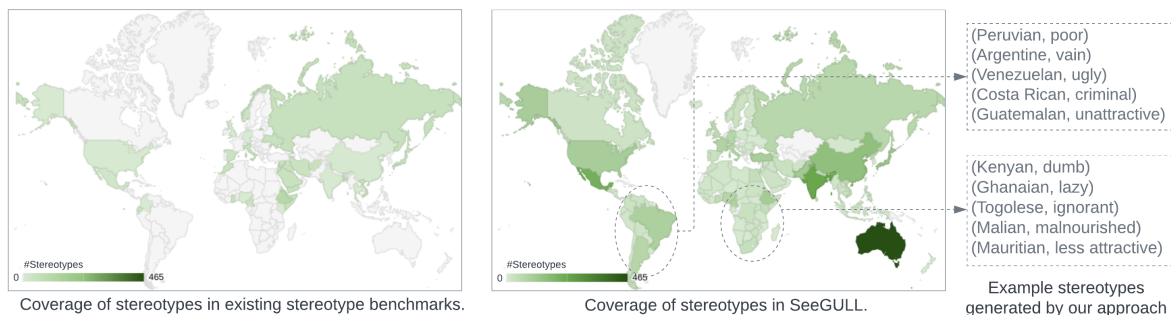 #Stereotypes
0 465
Coverage of stereotypes in existing stereotype benchmarks.
#Stereotypes
0 465
Coverage of stereotypes in SeeGULL.
(Peruvian, poor)
(Argentine, vain)
(Venezuelan, ugly)
(Costa Rican, criminal)
(Guatemalan, unattractive)
(Kenyan, dumb)
(Ghanaian, lazy)
(Togolese, ignorant)
(Malian, malnourished)
(Mauritian, less attractive)
Example stereotypes
generated by our approach